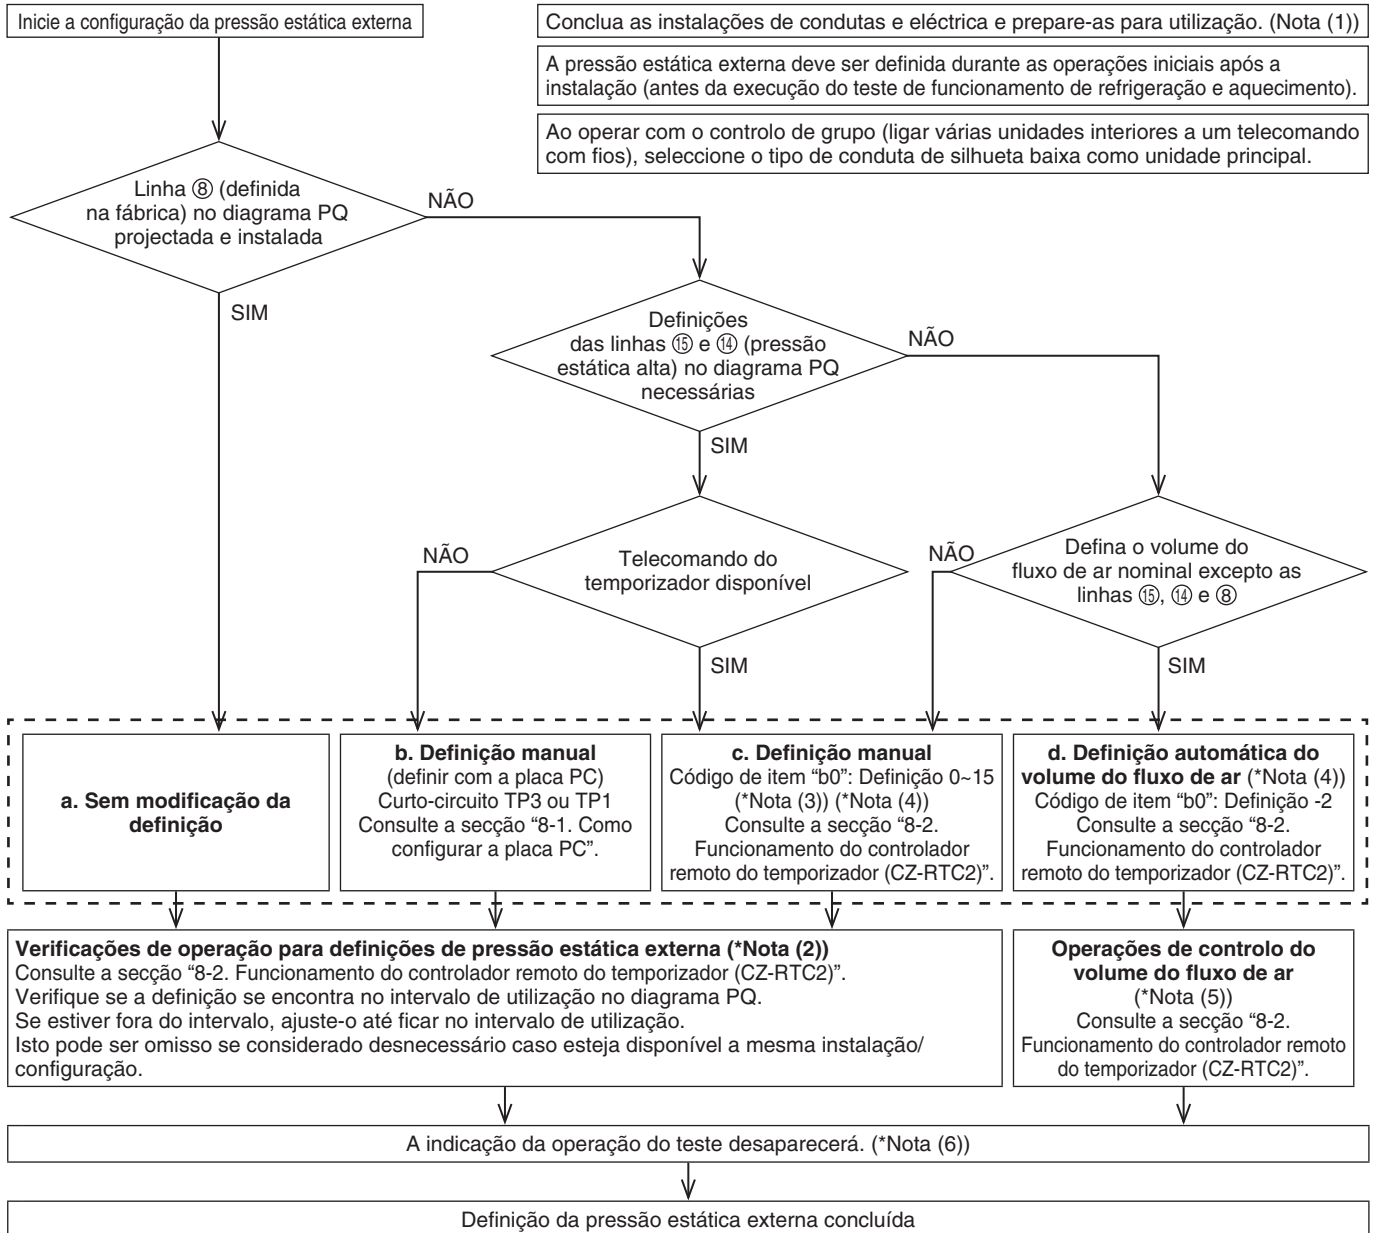 Inicie a configuração da pressão estática externa
Conclua as instalações de condutas e eléctrica e prepare-as para utilização. (Nota (1))
A pressão estática externa deve ser definida durante as operações iniciais após a
instalação (antes da execução do teste de funcionamento de refrigeração e aquecimento).
Ao operar com o controlo de grupo (ligar várias unidades interiores a um telecomando
com fios), seleccione o tipo de conduta de silhueta baixa como unidade principal.
Linha ⑧ (definida
na fábrica) no diagrama PQ
projectada e instalada
NÃO
SIM
Definições
das linhas ⑮ e ⑭ (pressão
estática alta) no diagrama PQ
necessárias
NÃO
SIM
Telecomando do
temporizador disponível
NÃO
SIM
Defina o volume do
fluxo de ar nominal excepto as
linhas ⑮, ⑭ e ⑧
NÃO
SIM
a. Sem modificação da
definição
b. Definição manual
(definir com a placa PC)
Curto-circuito TP3 ou TP1
Consulte a secção “8-1. Como
configurar a placa PC”.
c. Definição manual
Código de item “b0”: Definição 0~15
(*Nota (3)) (*Nota (4))
Consulte a secção “8-2.
Funcionamento do controlador
remoto do temporizador (CZ-RTC2)”.
d. Definição automática do
volume do fluxo de ar (*Nota (4))
Código de item “b0”: Definição -2
Consulte a secção “8-2.
Funcionamento do controlador
remoto do temporizador (CZ-RTC2)”.
Verificações de operação para definições de pressão estática externa (*Nota (2))
Consulte a secção “8-2. Funcionamento do controlador remoto do temporizador (CZ-RTC2)”.
Verifique se a definição se encontra no intervalo de utilização no diagrama PQ.
Se estiver fora do intervalo, ajuste-o até ficar no intervalo de utilização.
Isto pode ser omisso se considerado desnecessário caso esteja disponível a mesma instalação/
configuração.
Operações de controlo do
volume do fluxo de ar
(*Nota (5))
Consulte a secção “8-2.
Funcionamento do controlador remoto
do temporizador (CZ-RTC2)”.
A indicação da operação do teste desaparecerá. (*Nota (6))
Definição da pressão estática externa concluída